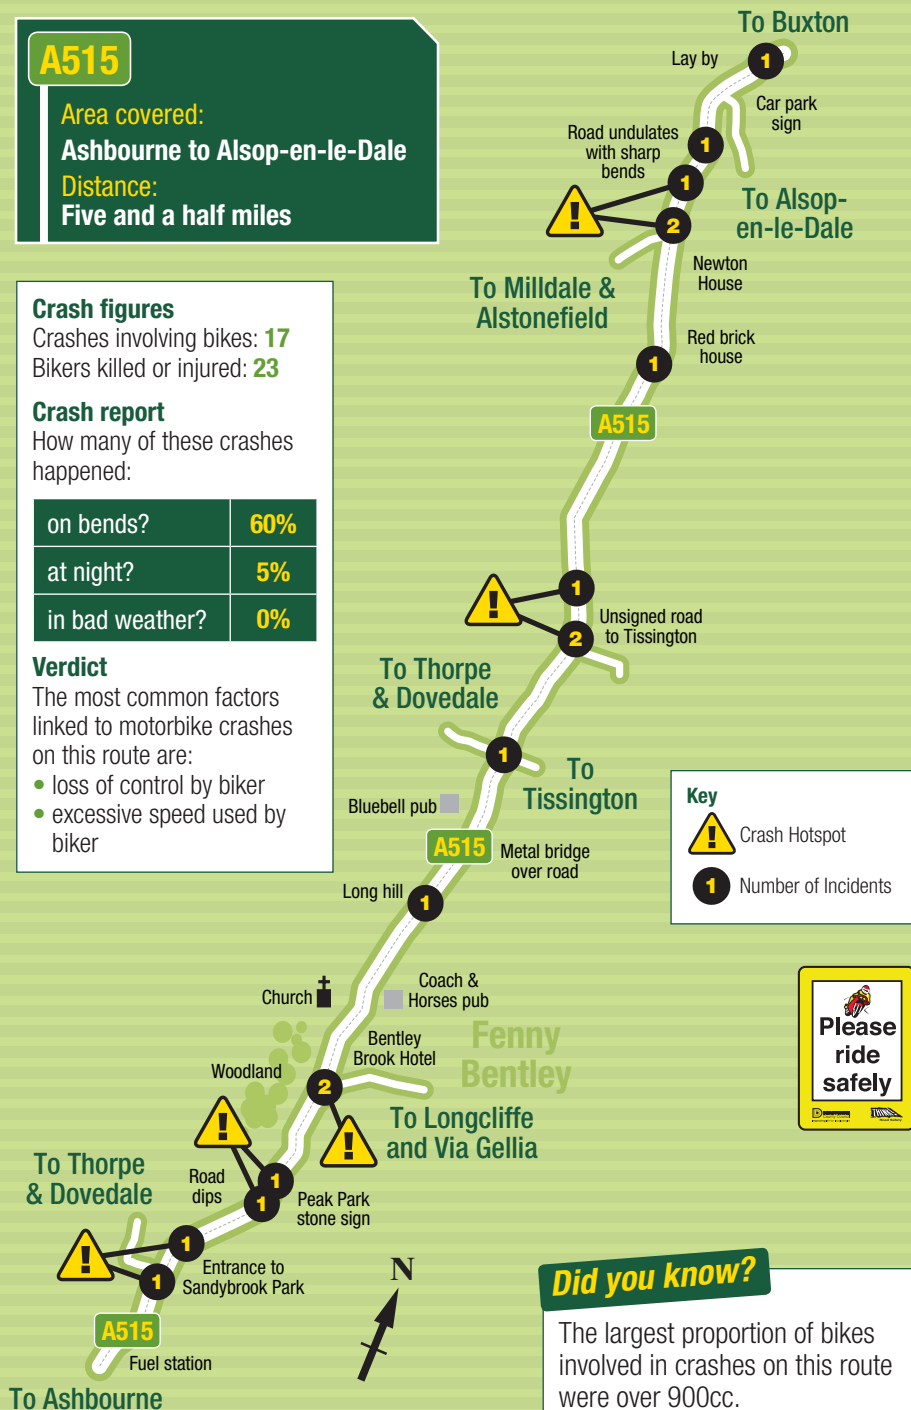 A515
Area covered:
Ashbourne to Alsop-en-le-Dale
Distance:
Five and a half miles
Crash figures
Crashes involving bikes: 17
Bikers killed or injured: 23
Crash report
How many of these crashes
happened:
on bends? 60%
at night? 5%
in bad weather? 0%
Verdict
The most common factors
linked to motorbike crashes
on this route are:
• loss of control by biker
• excessive speed used by
biker
To Buxton
Lay by
1
Car park
sign
Road undulates
with sharp
bends
1
1
!
2
To Alsop-
en-le-Dale
Newton
House
To Milldale &
Alstonefield
Red brick
house
1
A515
!
1
Unsigned road
to Tissington
2
To Thorpe
& Dovedale
1
To
Tissington
Bluebell pub
A515
Metal bridge
over road
Long hill
1
Key
! Crash Hotspot
1 Number of Incidents
Church
Coach &
Horses pub
Bentley
Brook Hotel
Fenny
Bentley
Woodland
2
!
!
To Longcliffe
and Via Gellia
Please
ride
safely
THINK!
To Thorpe
& Dovedale
Road
dips
1
1
Peak Park
stone sign
!
1
1
Entrance to
Sandybrook Park
A515
Fuel station
To Ashbourne
N
Did you know?
The largest proportion of bikes
involved in crashes on this route
were over 900cc.